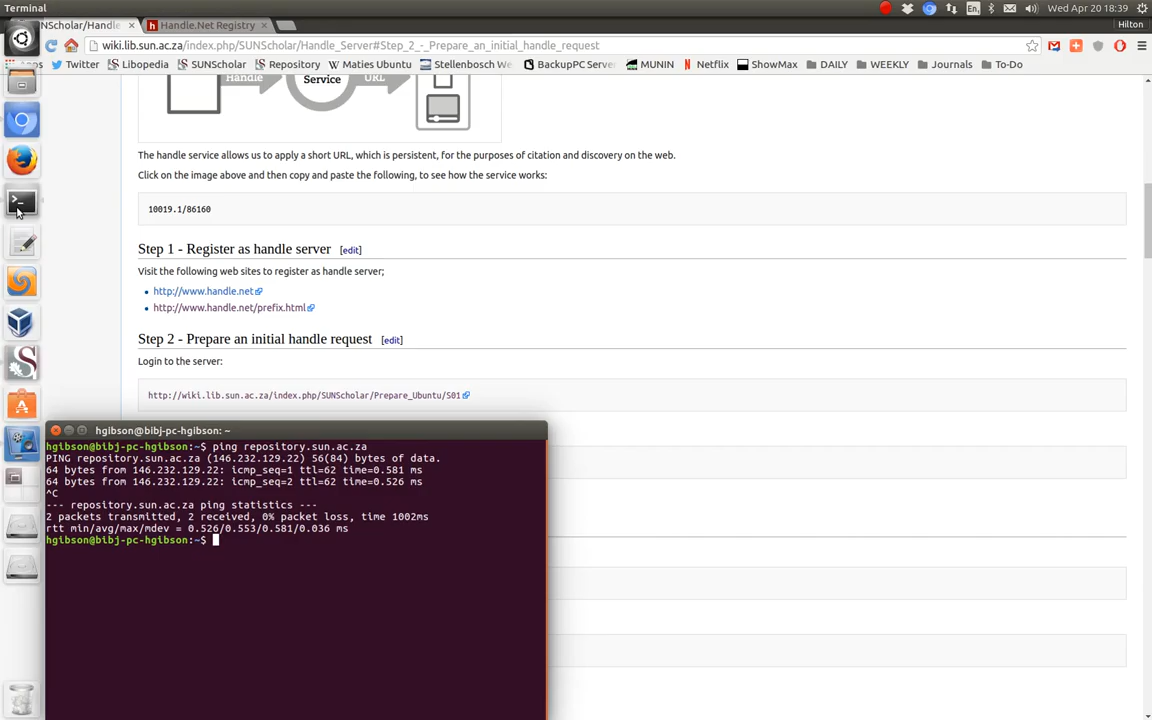 Terminal
En
Wed Apr 20 18:39
NScholar/Handle
Handle.Net Registry
Hilton
wiki.lib.sun.ac.za/index.php/SUNScholar/Handle_Server#Step_2_-_Prepare_an_initial_handle_request
Twitter
Libopedia
SUNScholar
Repository
Maties Ubuntu
Stellenbosch We
BackupPC Serve
MUNIN
Netflix
ShowMax
DAILY
WEEKLY
Journals
To-Do
Handle
Service
URL
The handle service allows us to apply a short URL, which is persistent, for the purposes of citation and discovery on the web.
Click on the image above and then copy and paste the following, to see how the service works:
10019.1/86160
Step 1 - Register as handle server [edit]
Visit the following web sites to register as handle server;
http://www.handle.net
http://www.handle.net/prefix.html
Step 2 - Prepare an initial handle request [edit]
Login to the server:
http://wiki.lib.sun.ac.za/index.php/SUNScholar/Prepare_Ubuntu/S01
hgibson@bibj-pc-hgibson: ~
hgibson@bibj-pc-hgibson:~$ ping repository.sun.ac.za
PING repository.sun.ac.za (146.232.129.22) 56(84) bytes of data.
64 bytes from 146.232.129.22: icmp_seq=1 ttl=62 time=0.581 ms
64 bytes from 146.232.129.22: icmp_seq=2 ttl=62 time=0.526 ms
^C
--- repository.sun.ac.za ping statistics ---
2 packets transmitted, 2 received, 0% packet loss, time 1002ms
rtt min/avg/max/mdev = 0.526/0.553/0.581/0.036 ms
hgibson@bibj-pc-hgibson:~$